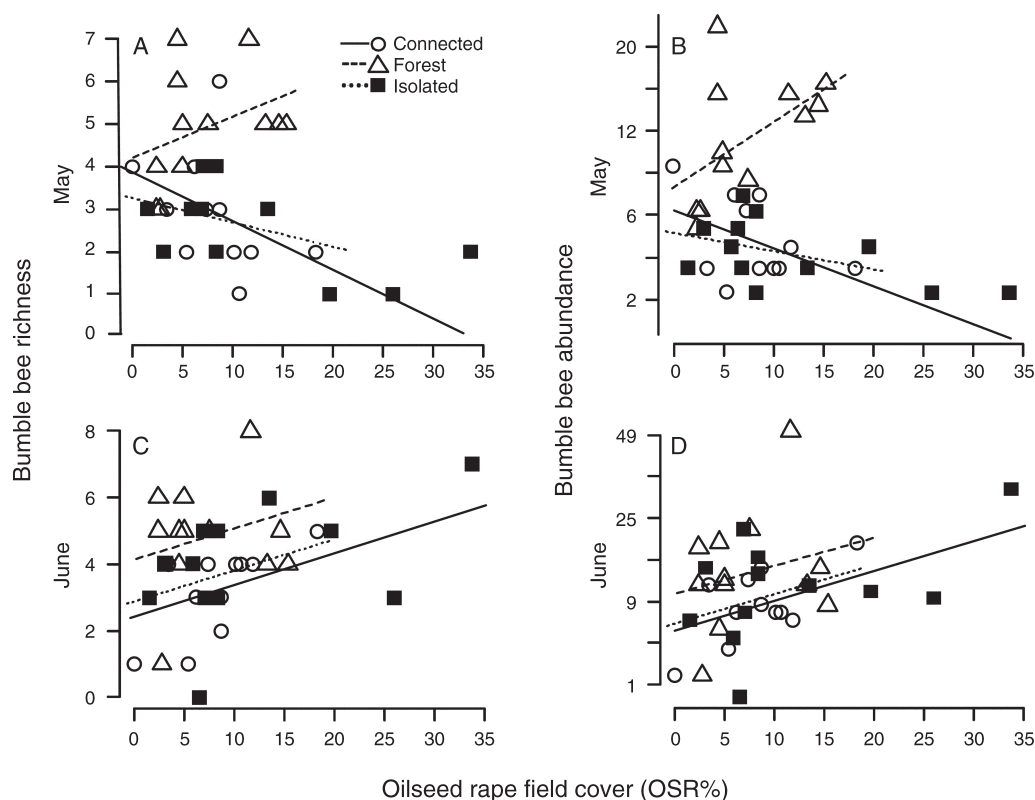 A
Connected
Forest
Isolated
7
6
5
4
3
2
1
0
May
0 5 10 15 20 25 30 35
B
20
12
6
2
May
0 5 10 15 20 25 30 35
Bumble bee richness
Bumble bee abundance
C
8
6
4
2
0
June
0 5 10 15 20 25 30 35
D
49
25
9
1
June
0 5 10 15 20 25 30 35
Oilseed rape field cover (OSR%)